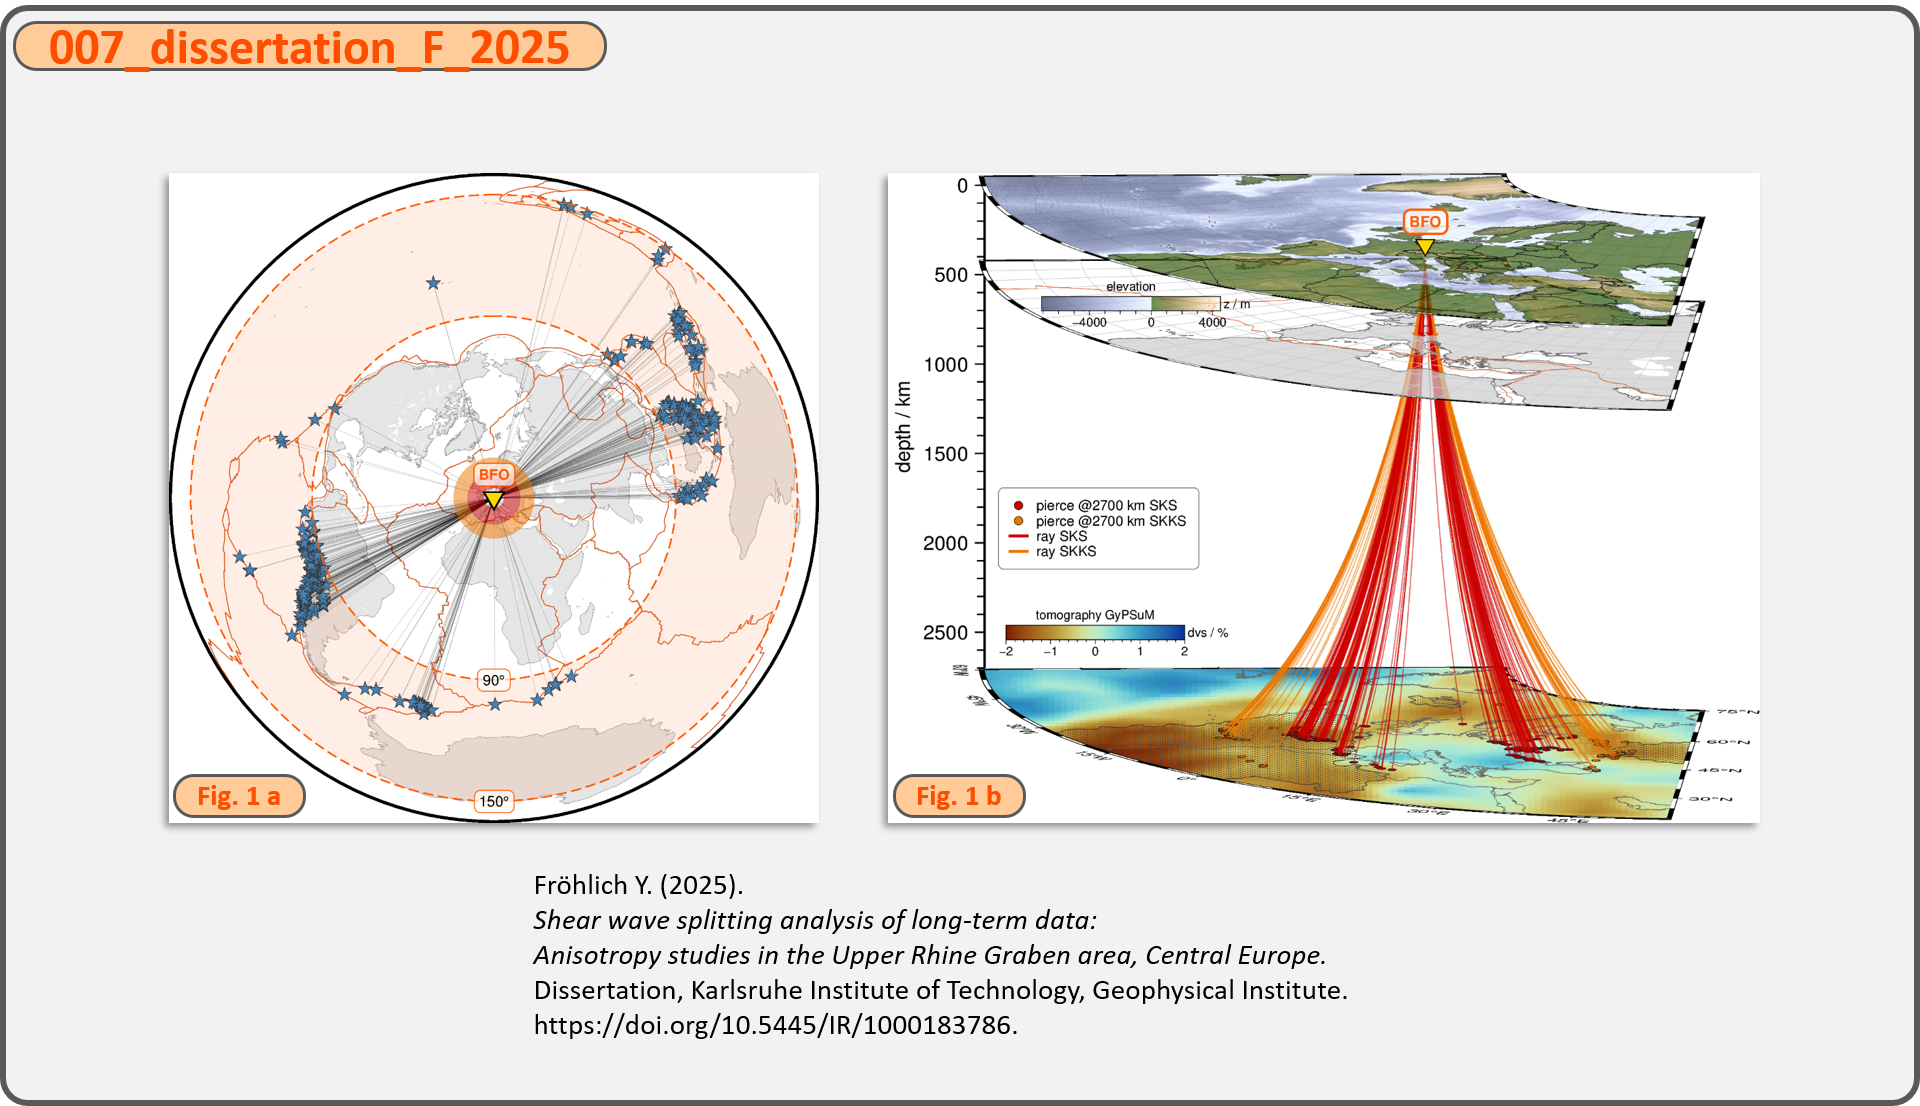 007_dissertation_F_2025
BFO
90°
150°
Fig. 1 a
0
500
1000
1500
2000
2500
depth / km
BFO
elevation
z / m
−4000 0 4000
pierce @2700 km SKS
pierce @2700 km SKKS
ray SKS
ray SKKS
tomography GyPSuM
dvs / %
−2 −1 0 1 2
75°N
60°N
45°N
30°N
15°W
0°
15°E
30°E
45°E
Fig. 1 b
Fröhlich Y. (2025).
Shear wave splitting analysis of long-term data:
Anisotropy studies in the Upper Rhine Graben area, Central Europe.
Dissertation, Karlsruhe Institute of Technology, Geophysical Institute.
https://doi.org/10.5445/IR/1000183786.